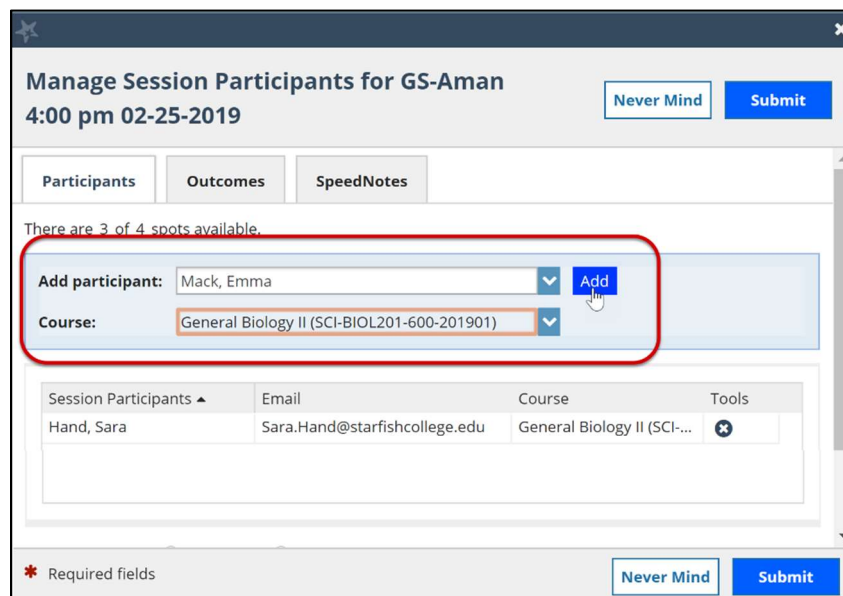 Manage Session Participants for GS-Aman
4:00 pm 02-25-2019
Never Mind
Submit
Participants
Outcomes
SpeedNotes
There are 3 of 4 spots available.
Add participant:
Mack, Emma
Add
Course:
General Biology II (SCI-BIOL201-600-201901)
Session Participants
Email
Course
Tools
Hand, Sara
Sara.Hand@starfishcollege.edu
General Biology II (SCI-...
* Required fields
Never Mind
Submit